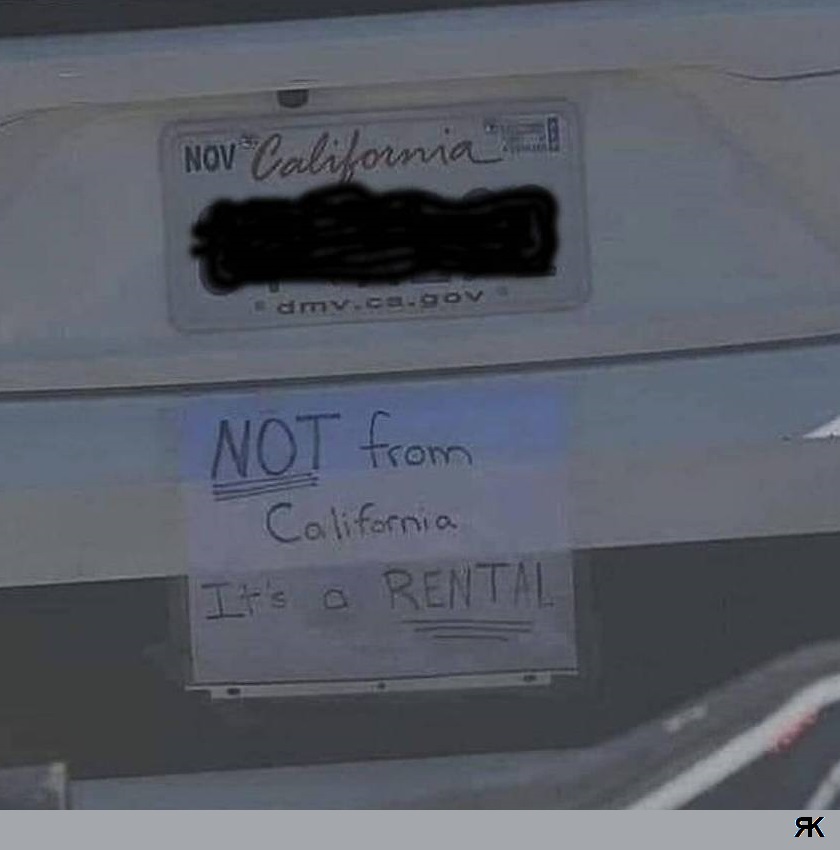 NOV California
dmv.ca.gov
NOT from
California
It's a RENTAL
ЯK